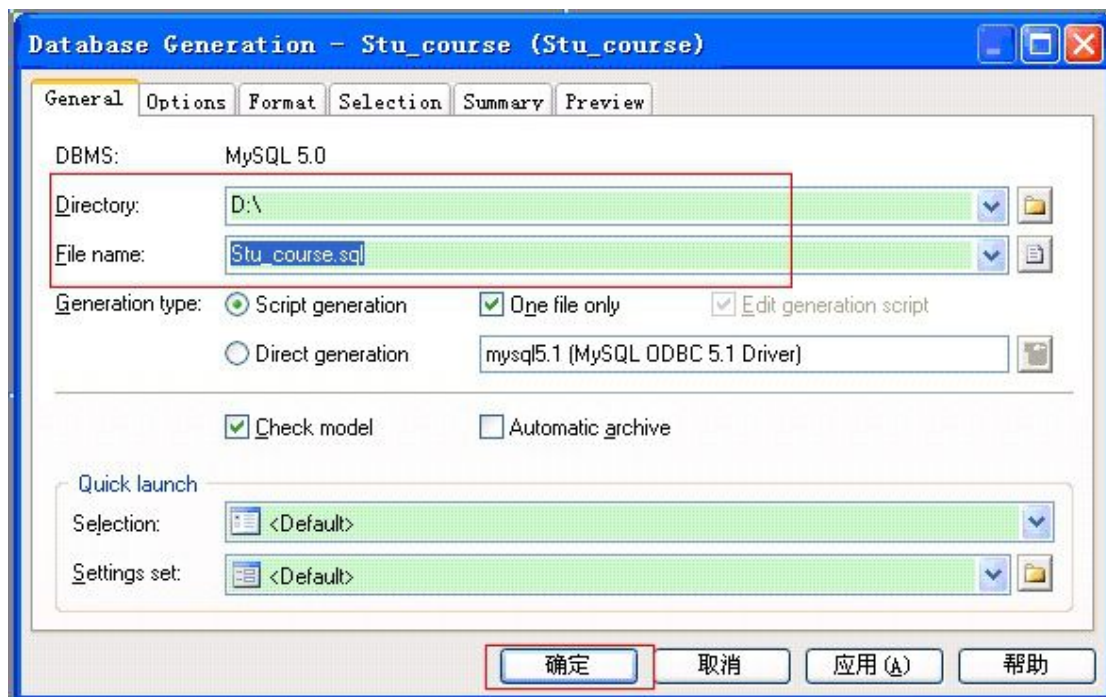 Database Generation - Stu_course (Stu_course)
General Options Format Selection Summary Preview
DBMS: MySQL 5.0
Directory: D:\
File name: Stu_course.sql
Generation type: Script generation One file only Edit generation script
Direct generation mysql5.1 (MySQL ODBC 5.1 Driver)
Check model Automatic archive
Quick launch
Selection: <Default>
Settings set: <Default>
确定 取消 应用(A) 帮助